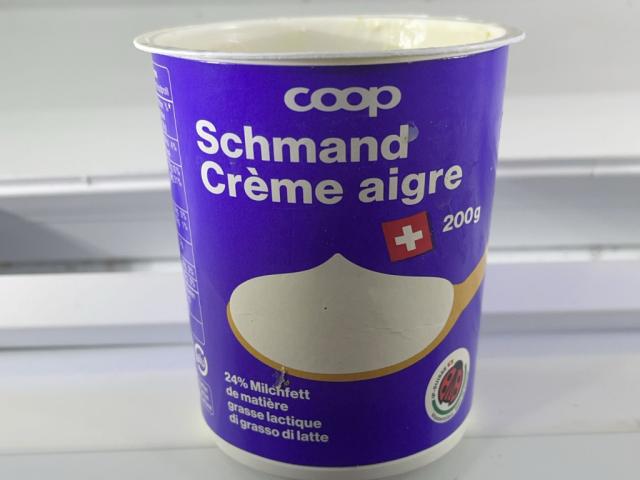 coop
Schmand
Crème aigre
200g
24% Milchfett
de matière
grasse lactique
di grasso di latte